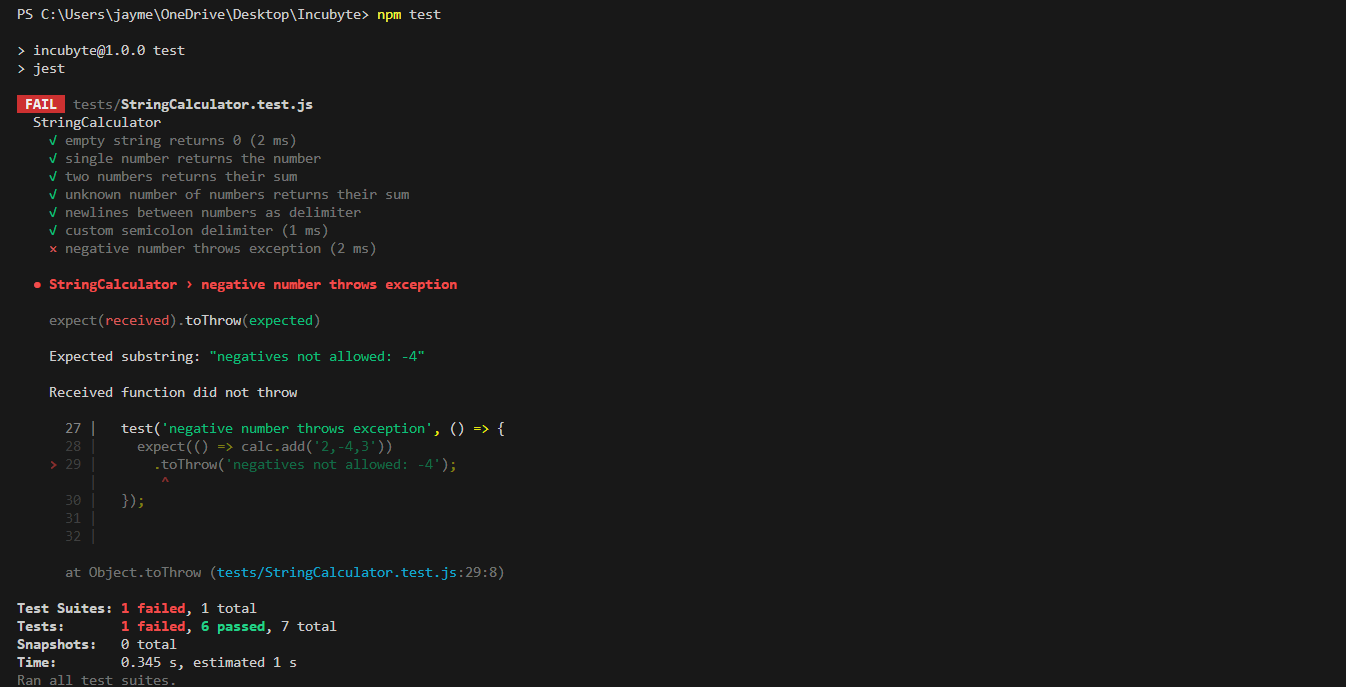 PS C:\Users\jayme\OneDrive\Desktop\Incubyte> npm test
> incubyte@1.0.0 test
> jest
FAIL tests/StringCalculator.test.js
StringCalculator
√ empty string returns 0 (2 ms)
√ single number returns the number
√ two numbers returns their sum
√ unknown number of numbers returns their sum
√ newlines between numbers as delimiter
√ custom semicolon delimiter (1 ms)
× negative number throws exception (2 ms)
● StringCalculator › negative number throws exception
expect(received).toThrow(expected)
Expected substring: "negatives not allowed: -4"
Received function did not throw
27 | test('negative number throws exception', () => {
28 | expect(() => calc.add('2,-4,3'))
> 29 | .toThrow('negatives not allowed: -4');
| ^
30 | });
31 |
32 |
at Object.toThrow (tests/StringCalculator.test.js:29:8)
Test Suites: 1 failed, 1 total
Tests: 1 failed, 6 passed, 7 total
Snapshots: 0 total
Time: 0.345 s, estimated 1 s
Ran all test suites.